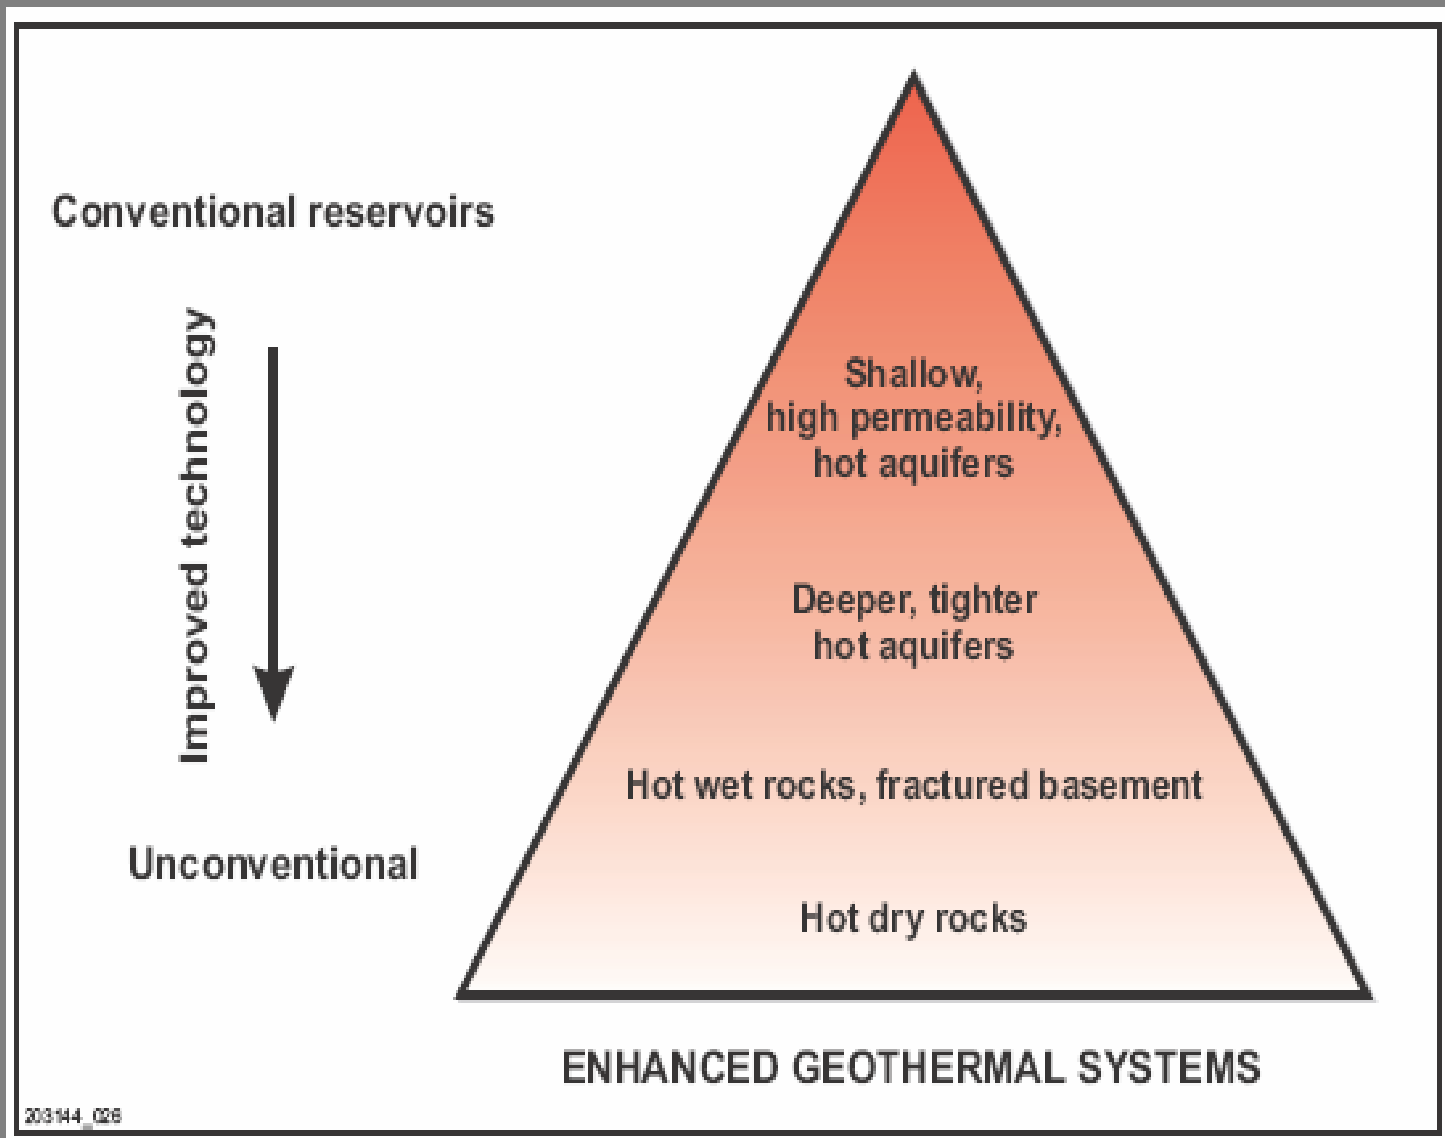 Conventional reservoirs
Improved technology
Unconventional
Shallow,
high permeability,
hot aquifers
Deeper, tighter
hot aquifers
Hot wet rocks, fractured basement
Hot dry rocks
ENHANCED GEOTHERMAL SYSTEMS
203144_026